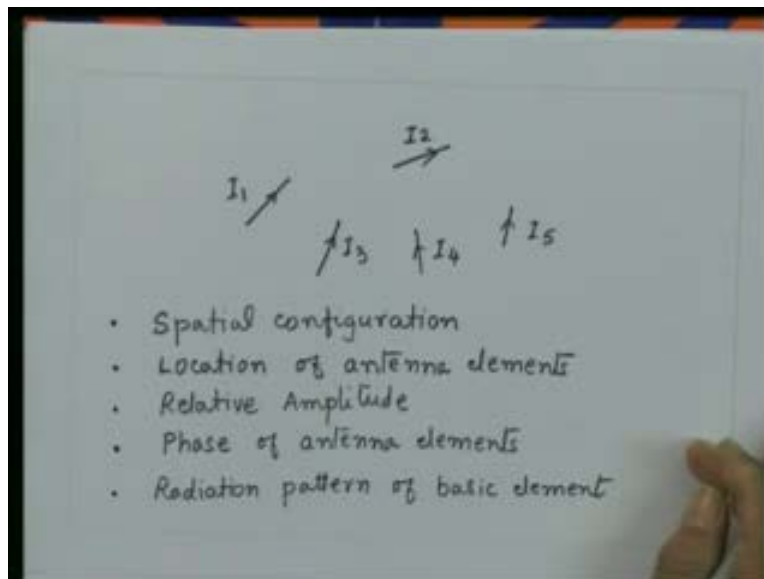 I2
I1
I3 I4 I5
• Spatial configuration
• Location of antenna elements
• Relative Amplitude
• Phase of antenna elements
• Radiation pattern of basic element